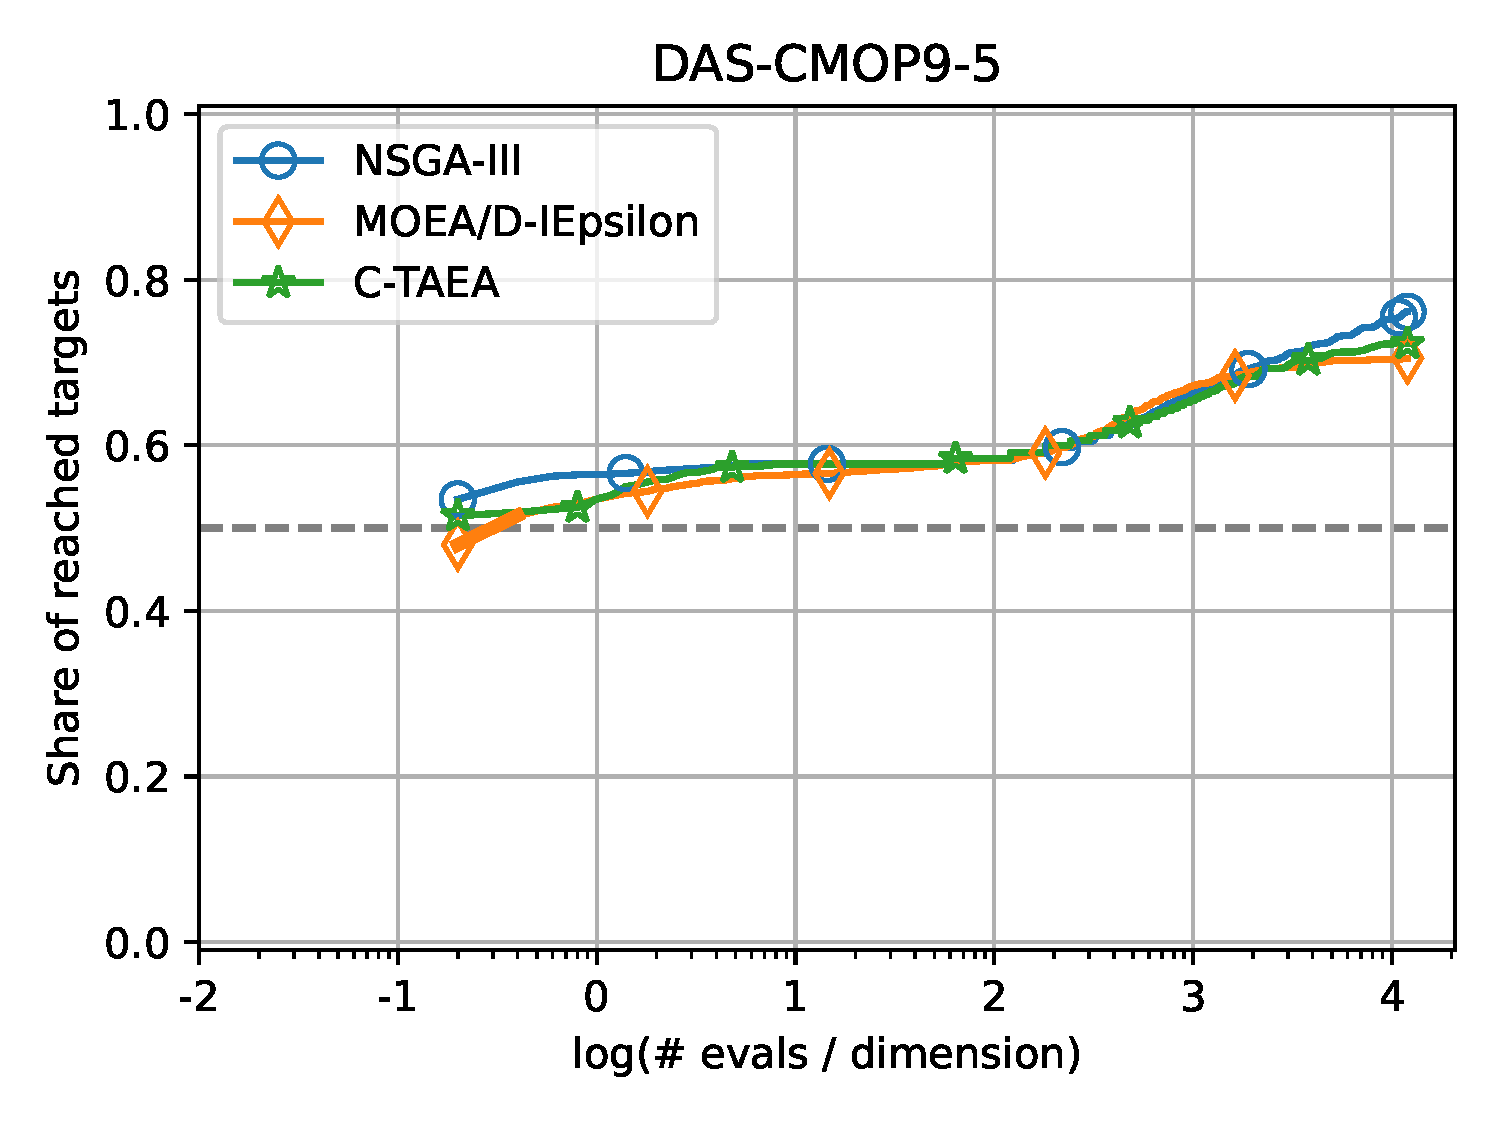 DAS-CMOP9-5
1.0
0.8
0.6
0.4
0.2
0.0
Share of reached targets
NSGA-III
MOEA/D-IEpsilon
C-TAEA
-2 -1 0 1 2 3 4
log(# evals / dimension)